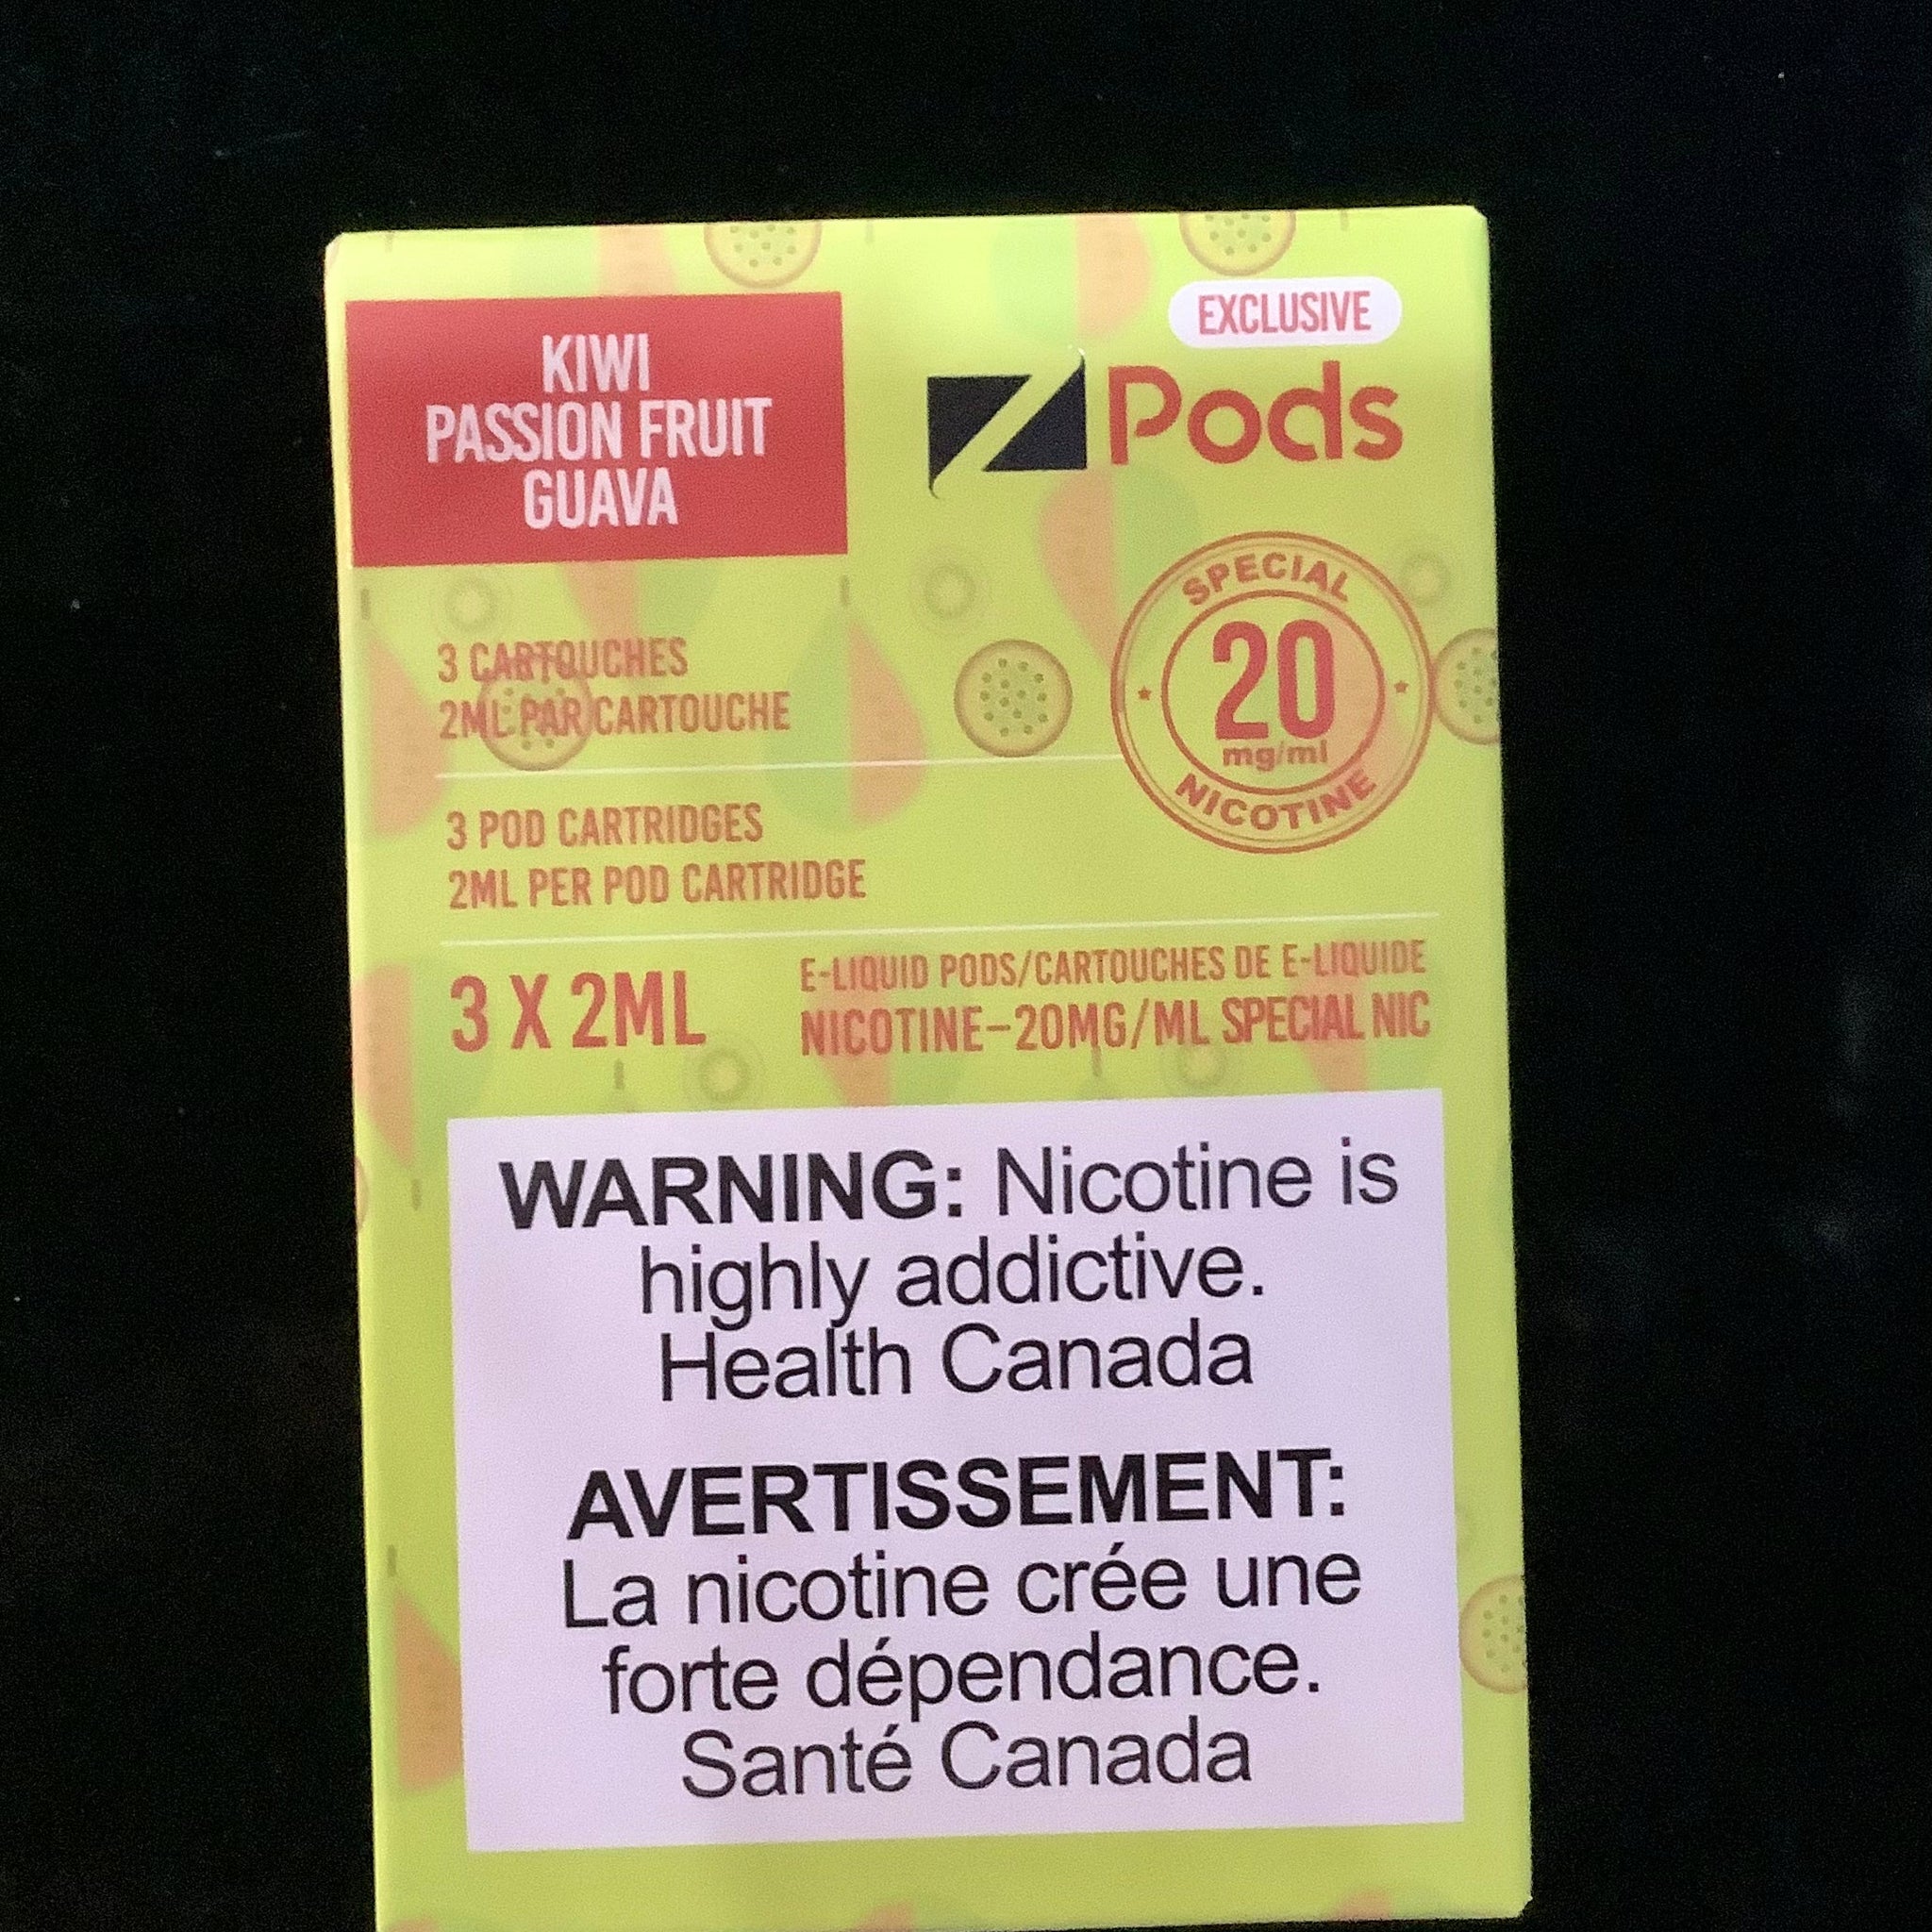 KIWI
PASSION FRUIT
GUAVA
EXCLUSIVE
Z Pods
SPECIAL
20
mg/ml
NICOTINE
3 CARTOUCHES
2ML PAR CARTOUCHE
3 POD CARTRIDGES
2ML PER POD CARTRIDGE
3 X 2ML
E-LIQUID PODS/CARTOUCHES DE E-LIQUIDE
NICOTINE-20MG/ML SPECIAL NIC
WARNING: Nicotine is
highly addictive.
Health Canada
AVERTISSEMENT:
La nicotine crée une
forte dépendance.
Santé Canada